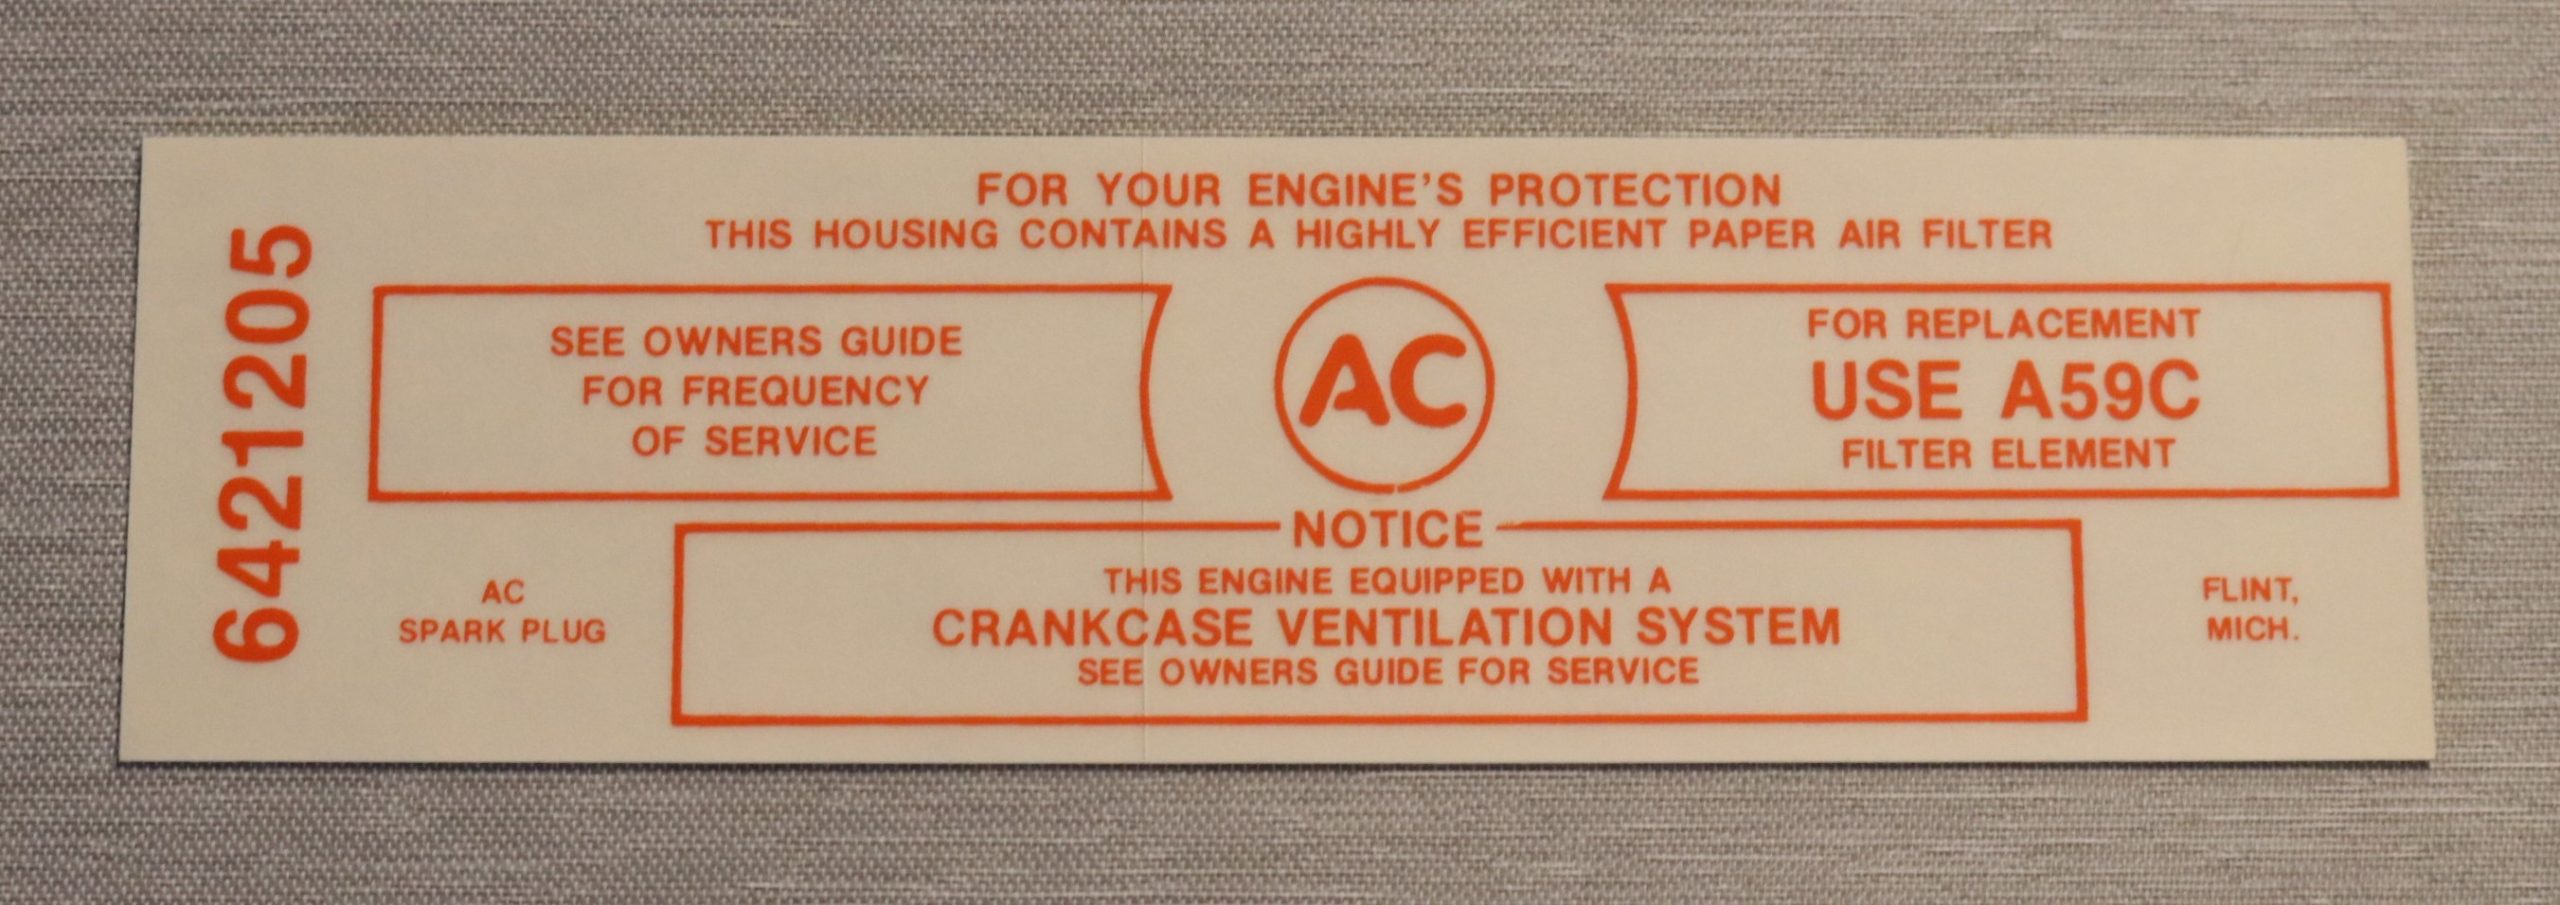 6421205
FOR YOUR ENGINE'S PROTECTION
THIS HOUSING CONTAINS A HIGHLY EFFICIENT PAPER AIR FILTER
SEE OWNERS GUIDE
FOR FREQUENCY
OF SERVICE
AC
FOR REPLACEMENT
USE A59C
FILTER ELEMENT
AC
SPARK PLUG
NOTICE
THIS ENGINE EQUIPPED WITH A
CRANKCASE VENTILATION SYSTEM
SEE OWNERS GUIDE FOR SERVICE
FLINT,
MICH.